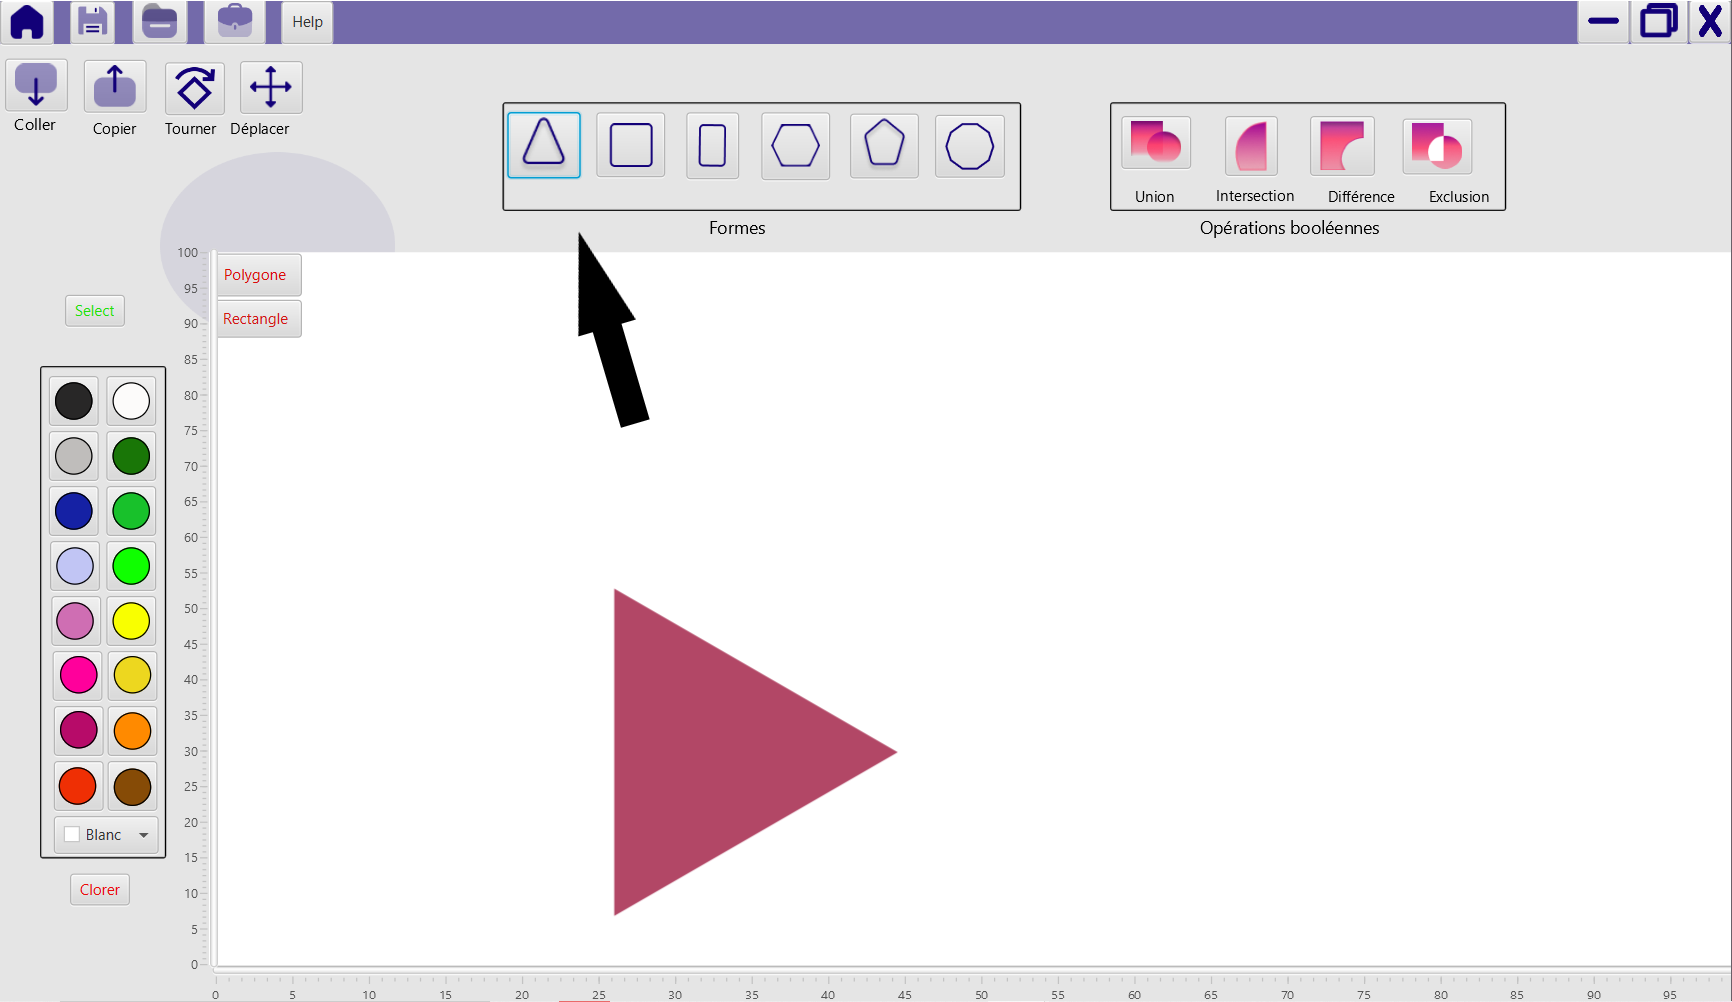 Help
Coller
Copier
Tourner
Déplacer
Formes
Union
Intersection
Différence
Exclusion
Opérations booléennes
Polygone
Rectangle
Select
Blanc
Clorer
100
95
90
85
80
75
70
65
60
55
50
45
40
35
30
25
20
15
10
5
0
0 5 10 15 20 25 30 35 40 45 50 55 60 65 70 75 80 85 90 95